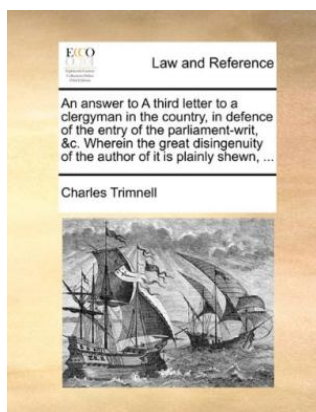 ECCO
Law and Reference
An answer to A third letter to a
clergyman in the country, in defence
of the entry of the parliament-writ,
&c. Wherein the great disingenuity
of the author of it is plainly shewn, ...
Charles Trimnell